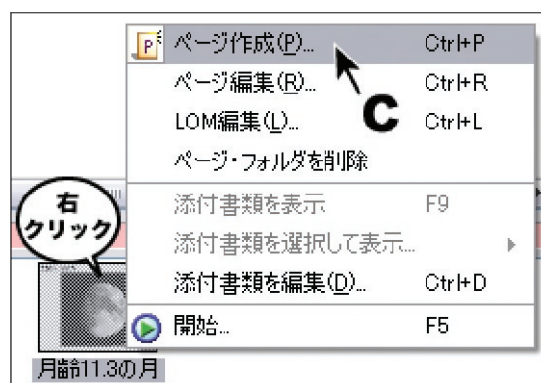 ページ作成(P)... Ctrl+P
ページ編集(R)... Ctrl+R
C
LOM編集(L)... Ctrl+L
ページ・フォルダを削除
右
クリック
添付書類を表示 F9
添付書類を選択して表示...
添付書類を編集(D)... Ctrl+D
開始... F5
月齢11.3の月